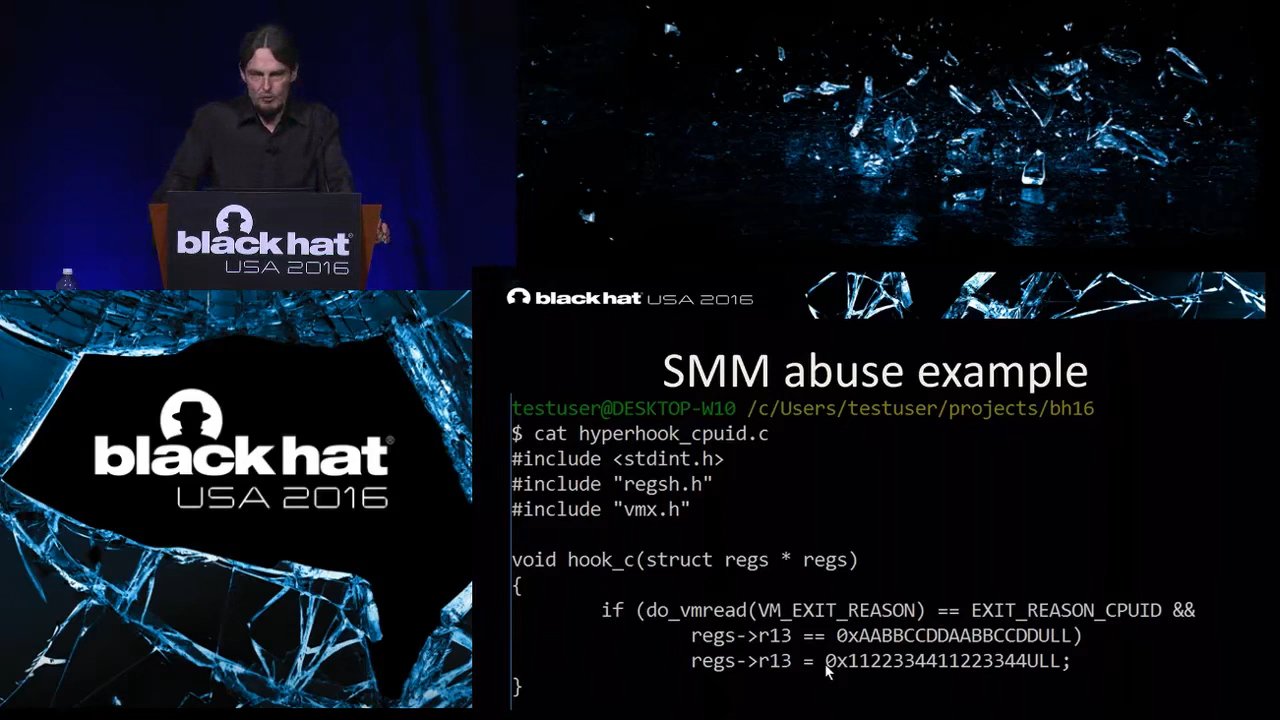 black hat
USA 2016
black hat USA 2016
black hat
USA 2016
SMM abuse example
testuser@DESKTOP-W10 /c/Users/testuser/projects/bh16
$ cat hyperhook_cpuid.c
#include <stdint.h>
#include "regsh.h"
#include "vmx.h"
void hook_c(struct regs * regs)
{
if (do_vmread(VM_EXIT_REASON) == EXIT_REASON_CPUID &&
regs->r13 == 0xAABBCCDDAABBCCDDULL)
regs->r13 = 0x1122334411223344ULL;
}